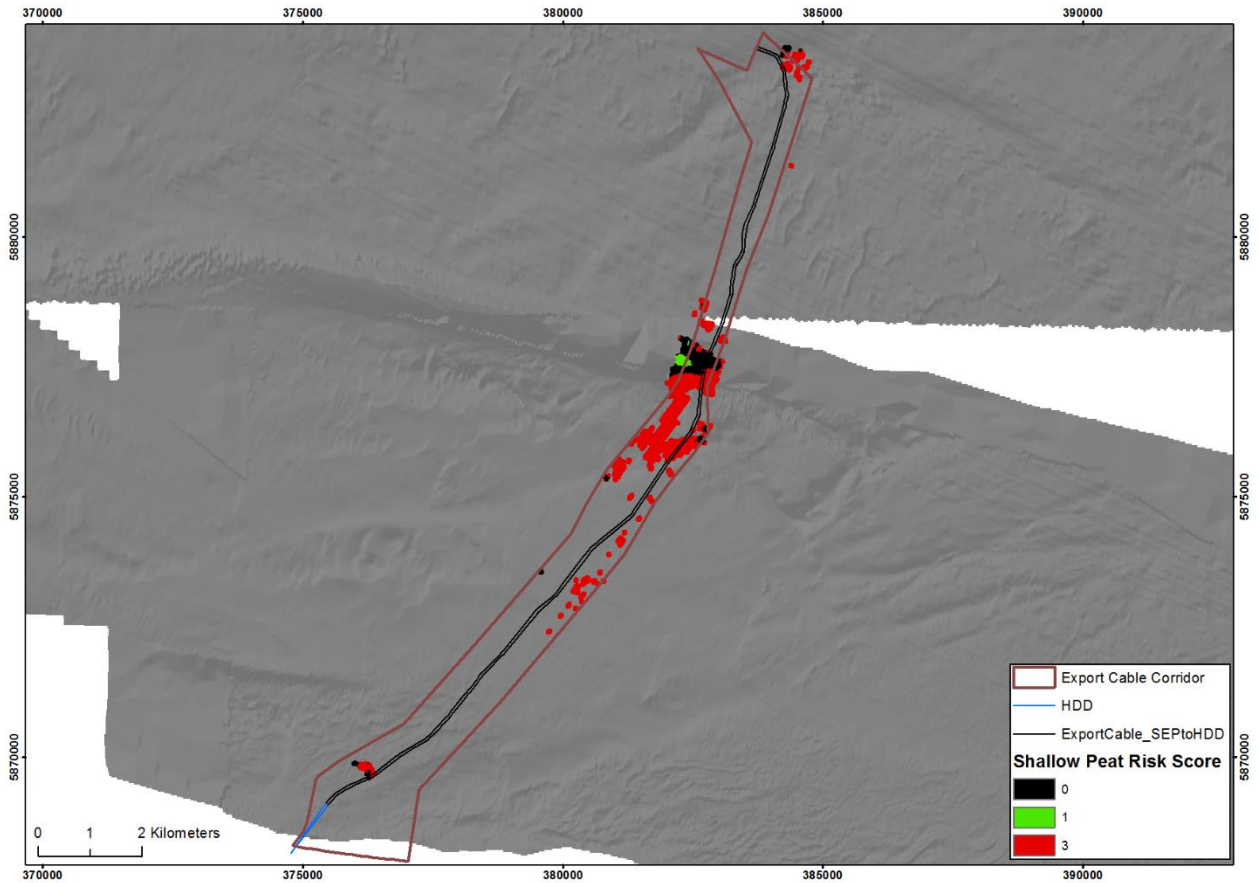 370000 375000 380000 385000 390000
5880000 5880000
5875000 5875000
5870000 5870000
Export Cable Corridor
HDD
ExportCable_SEPtoHDD
Shallow Peat Risk Score
0
1
3
0 1 2 Kilometers
370000 375000 380000 385000 390000